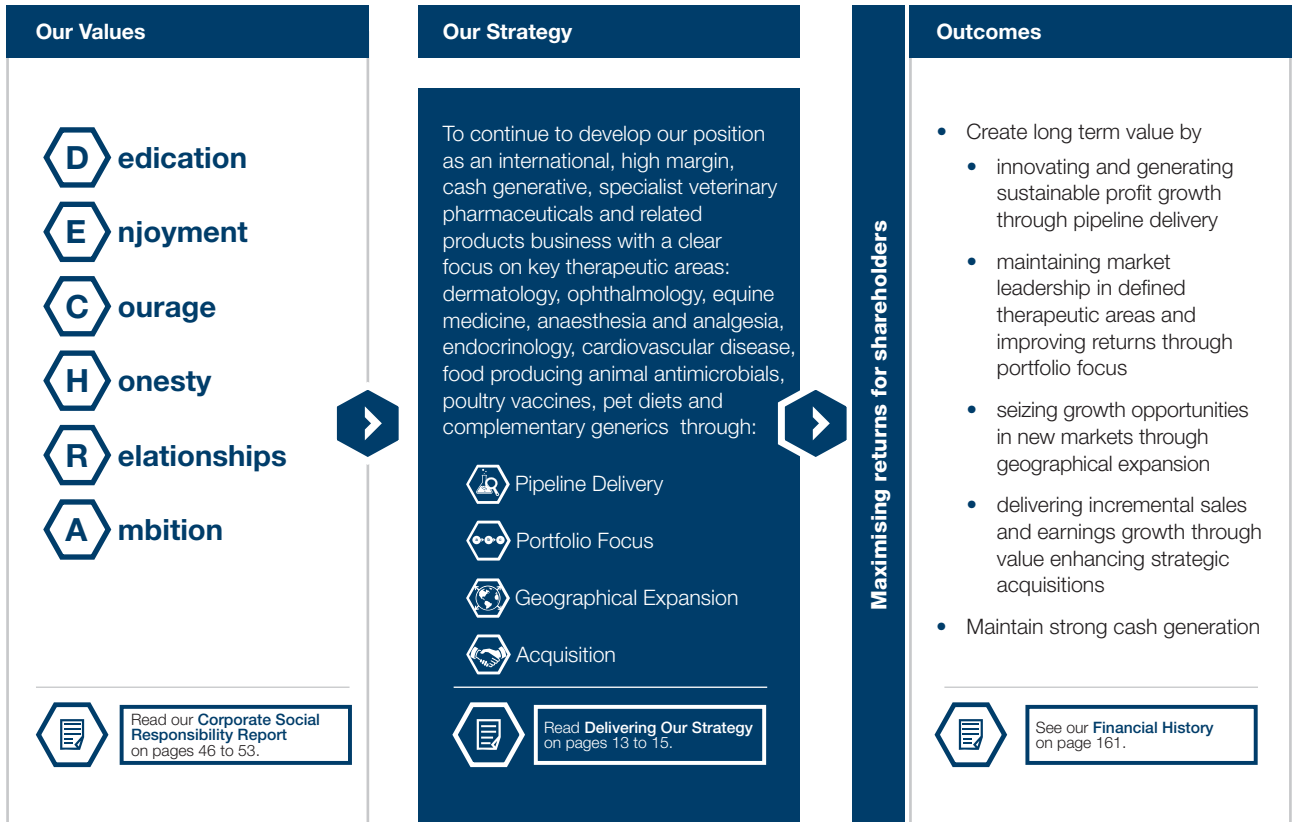 Our Values
Dedication
Enjoyment
Courage
Honesty
Relationships
Ambition
Read our Corporate Social
Responsibility Report
on pages 46 to 53.
Our Strategy
To continue to develop our position
as an international, high margin,
cash generative, specialist veterinary
pharmaceuticals and related
products business with a clear
focus on key therapeutic areas:
dermatology, ophthalmology, equine
medicine, anaesthesia and analgesia,
endocrinology, cardiovascular disease,
food producing animal antimicrobials,
poultry vaccines, pet diets and
complementary generics through:
Pipeline Delivery
Portfolio Focus
Geographical Expansion
Acquisition
Read Delivering Our Strategy
on pages 13 to 15.
Maximising returns for shareholders
Outcomes
• Create long term value by
• innovating and generating
sustainable profit growth
through pipeline delivery
• maintaining market
leadership in defined
therapeutic areas and
improving returns through
portfolio focus
• seizing growth opportunities
in new markets through
geographical expansion
• delivering incremental sales
and earnings growth through
value enhancing strategic
acquisitions
• Maintain strong cash generation
See our Financial History
on page 161.